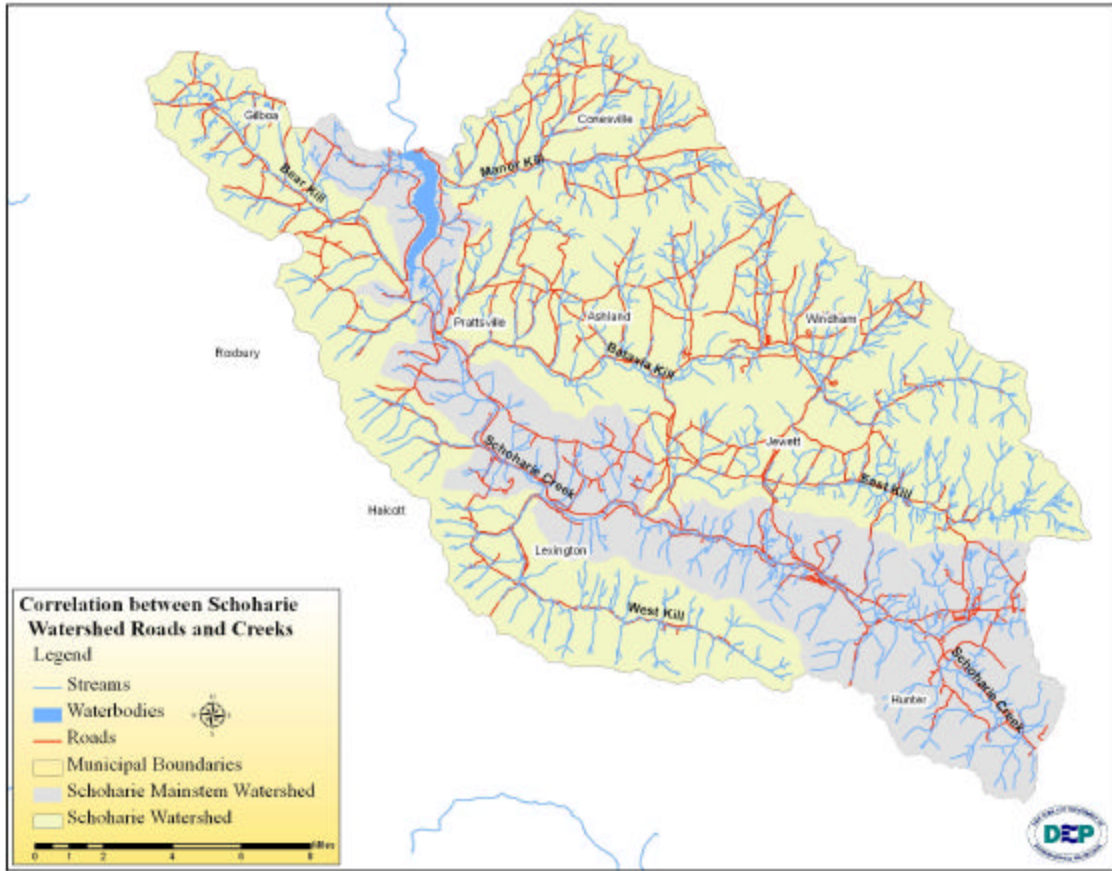 Gilboa
Conesville
Bear Kill
Manor Kill
Prattsville
Ashland
Windham
Roxbury
Batavia Kill
Schoharie Creek
Jewett
East Kill
Halcott
Lexington
West Kill
Hunter
Schoharie Creek
Correlation between Schoharie
Watershed Roads and Creeks
Legend
Streams
Waterbodies
Roads
Municipal Boundaries
Schoharie Mainstem Watershed
Schoharie Watershed
0 1 2 4 6 8
DEP